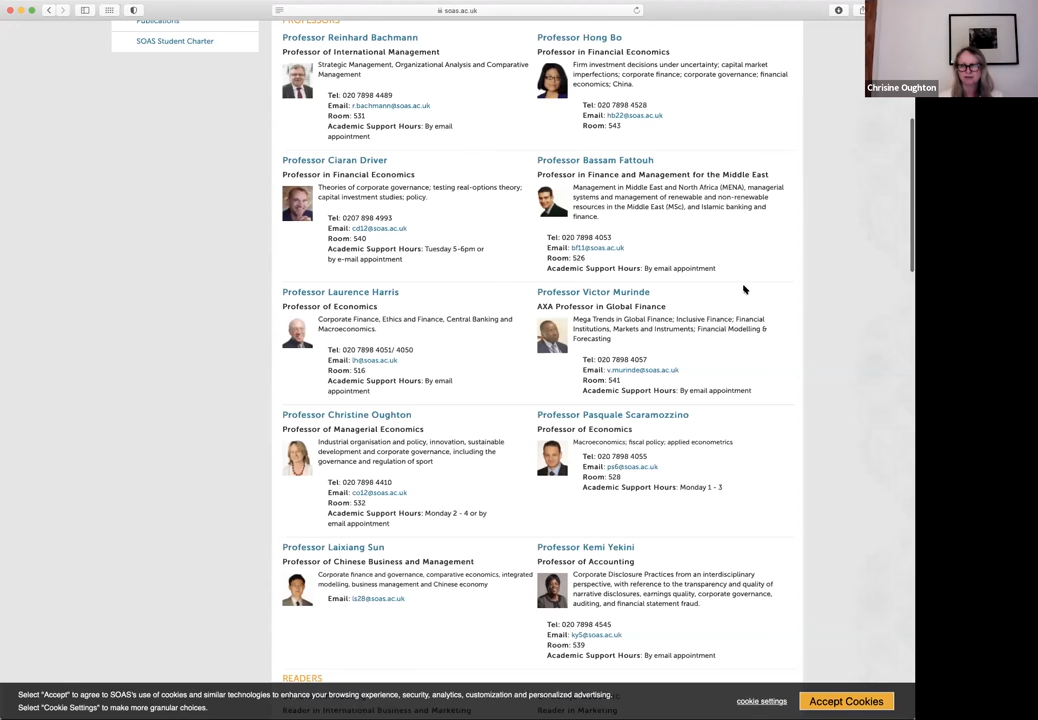 soas.ac.uk
Publications
SOAS Student Charter
PROFESSORS
Professor Reinhard Bachmann
Professor of International Management
Strategic Management, Organizational Analysis and Comparative
Management
Tel: 020 7898 4489
Email: r.bachmann@soas.ac.uk
Room: 531
Academic Support Hours: By email
appointment
Professor Hong Bo
Professor in Financial Economics
Firm investment decisions under uncertainty; capital market
imperfections; corporate finance; corporate governance; financial
economics; China.
Tel: 020 7898 4528
Email: hb22@soas.ac.uk
Room: 543
Professor Ciaran Driver
Professor in Financial Economics
Theories of corporate governance; testing real-options theory;
capital investment studies; policy.
Tel: 0207 898 4993
Email: cd12@soas.ac.uk
Room: 540
Academic Support Hours: Tuesday 5-6pm or
by e-mail appointment
Professor Bassam Fattouh
Professor in Finance and Management for the Middle East
Management in Middle East and North Africa (MENA), managerial
systems and management of renewable and non-renewable
resources in the Middle East (MSc), and Islamic banking and
finance.
Tel: 020 7898 4053
Email: bf11@soas.ac.uk
Room: 526
Academic Support Hours: By email appointment
Professor Laurence Harris
Professor of Economics
Corporate Finance, Ethics and Finance, Central Banking and
Macroeconomics.
Tel: 020 7898 4051/ 4050
Email: lh@soas.ac.uk
Room: 516
Academic Support Hours: By email
appointment
Professor Victor Murinde
AXA Professor in Global Finance
Mega Trends in Global Finance; Inclusive Finance; Financial
Institutions, Markets and Instruments; Financial Modelling &
Forecasting
Tel: 020 7898 4057
Email: v.murinde@soas.ac.uk
Room: 541
Academic Support Hours: By email appointment
Professor Christine Oughton
Professor of Managerial Economics
Industrial organisation and policy, innovation, sustainable
development and corporate governance, including the
governance and regulation of sport
Tel: 020 7898 4410
Email: co12@soas.ac.uk
Room: 532
Academic Support Hours: Monday 2 - 4 or by
email appointment
Professor Pasquale Scaramozzino
Professor of Economics
Macroeconomics; fiscal policy; applied econometrics
Tel: 020 7898 4055
Email: ps6@soas.ac.uk
Room: 528
Academic Support Hours: Monday 1 - 3
Professor Laixiang Sun
Professor of Chinese Business and Management
Corporate finance and governance, comparative economics, integrated
modeling, business management and Chinese economy
Email: ls28@soas.ac.uk
Professor Kemi Yekini
Professor of Accounting
Corporate Disclosure Practices from an interdisciplinary
perspective, with reference to the transparency and quality of
narrative disclosures, earnings quality, corporate governance,
auditing, and financial statement fraud.
Tel: 020 7898 4545
Email: ky5@soas.ac.uk
Room: 539
Academic Support Hours: By email appointment
READERS
Reader in International Business and Management
Reader in Marketing
Select "Accept" to agree to SOAS's use of cookies and similar technologies to enhance your browsing experience, security, analytics, customization and personalized advertising.
Select "Cookie Settings" to make more granular choices.
cookie settings
Accept Cookies
Chrisine Oughton